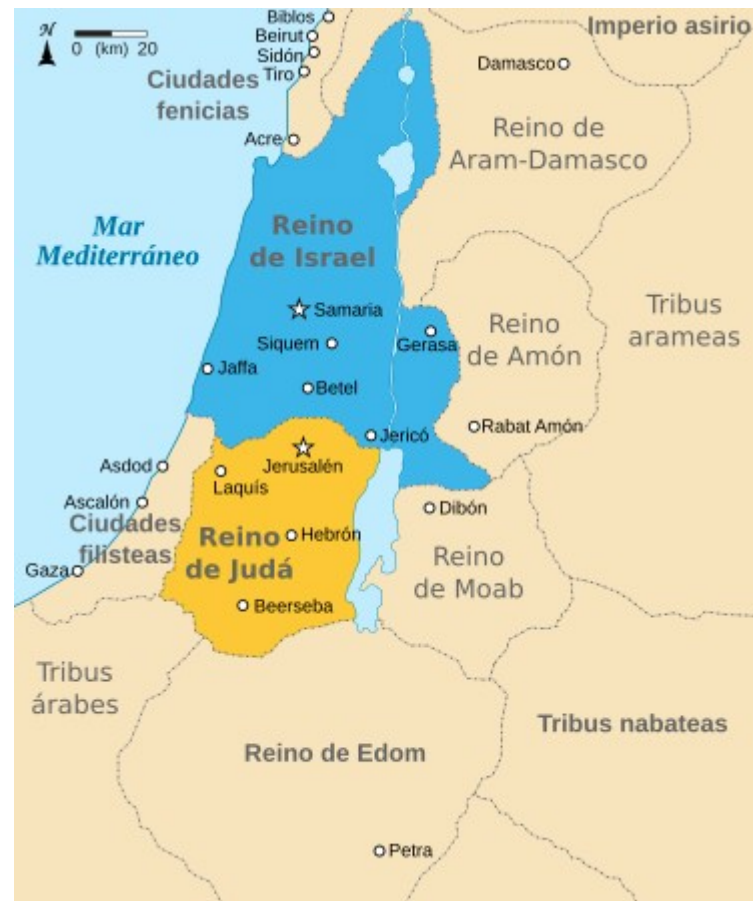 Biblos
Imperio asirio
N
0 (km) 20
Beirut
Sidón
Damasco
Tiro
Ciudades
fenicias
Reino de
Aram-Damasco
Acre
Mar
Mediterráneo
Reino
de Israel
Samaria
Tribus
arameas
Reino
de Amón
Siquem
Gerasa
Jaffa
Betel
Rabat Amón
Jericó
Asdod
Jerusalén
Laquís
Ascalón
Ciudades
filisteas
Dibón
Reino
de Judá
Hebrón
Reino
de Moab
Gaza
Beerseba
Tribus
árabes
Tribus nabateas
Reino de Edom
Petra